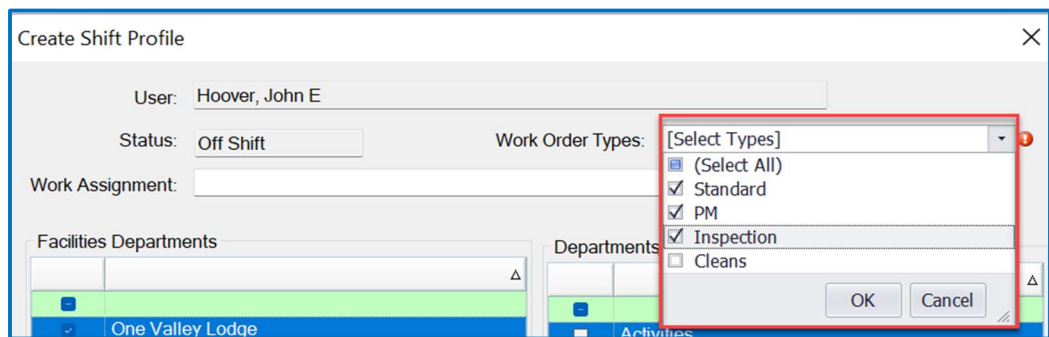 Create Shift Profile
User: Hoover, John E
Status: Off Shift Work Order Types: [Select Types]
(Select All)
Work Assignment: Standard
PM
Facilities Departments Departments Inspection
Cleans
OK Cancel
One Valley Lodge Activities